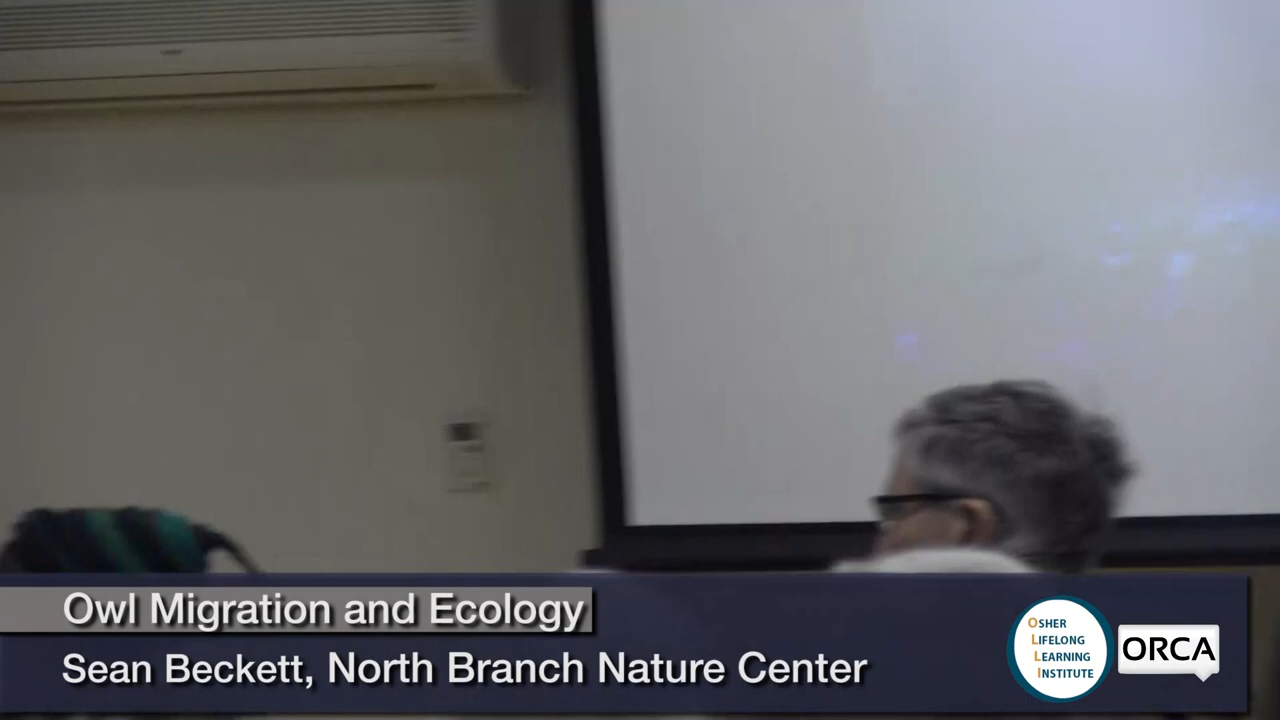 Owl Migration and Ecology
Sean Beckett, North Branch Nature Center
OSHER
LIFELONG
LEARNING
INSTITUTE
ORCA